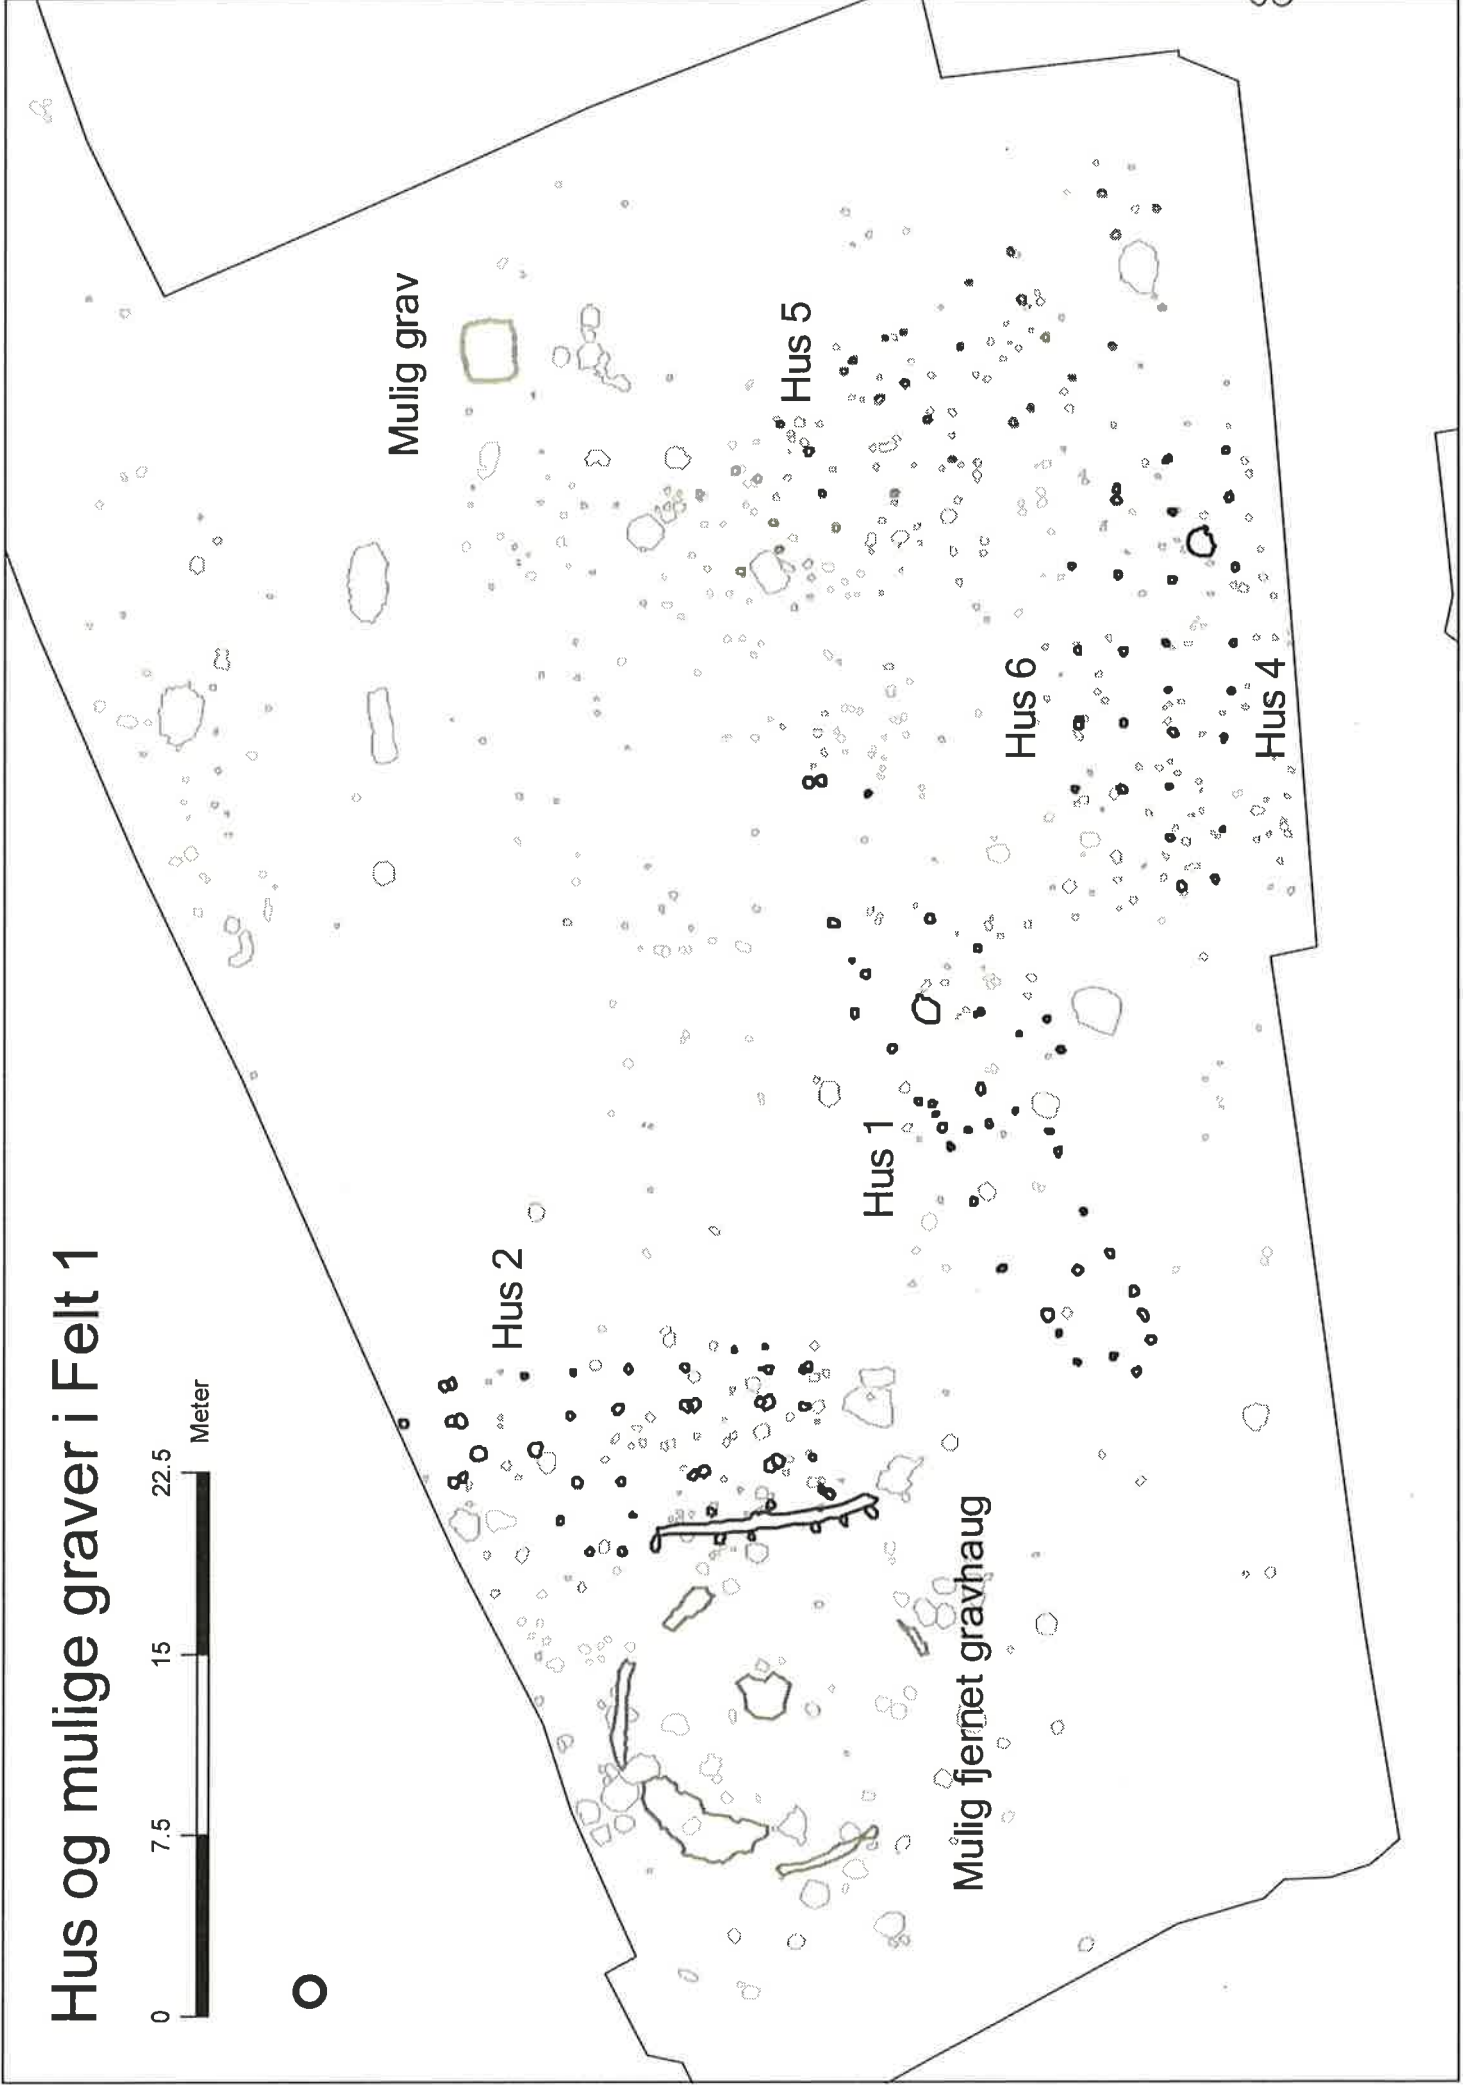 Hus og mulige graver i Felt 1
0 7.5 15 22.5
Meter
Mulig grav
Hus 2
Hus 5
Hus 1
Hus 6
Hus 4
Mulig fjernet gravhaug